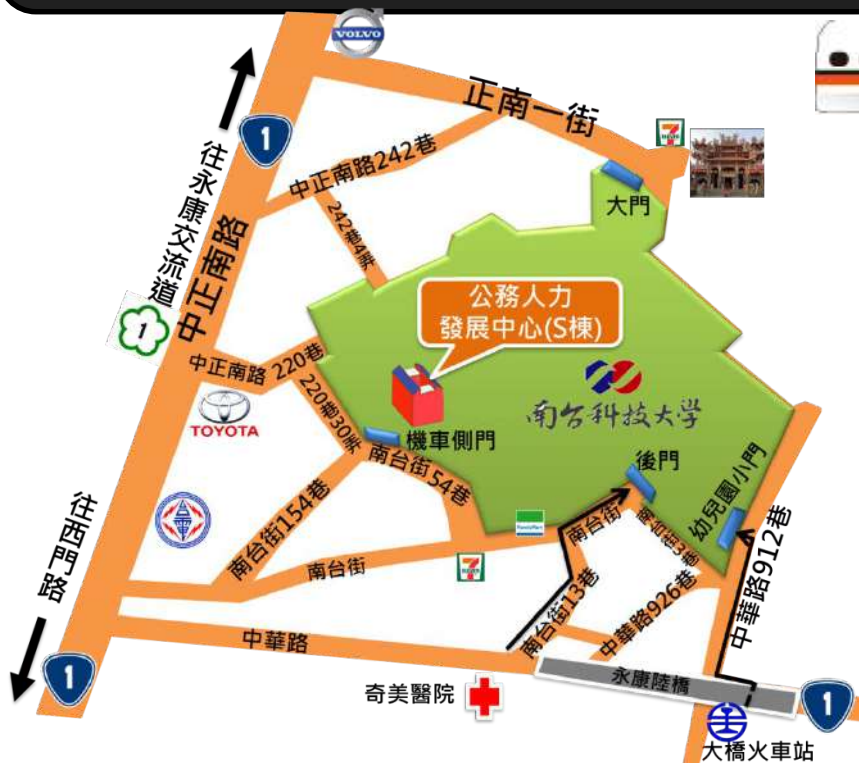 VOLVO
正南一街
1
往永康交流道
中正南路242巷
7
ELEVEN
大門
242巷4弄
中正南路
1
公務人力
發展中心(S棟)
中正南路 220巷
TOYOTA
220巷30弄
南台科技大学
機車側門
後門
幼兒園小門
南台街54巷
往西門路
南台街154巷
FamilyMart
南台街
南台街
7
ELEVEN
南台街13巷
中華路926巷
中華路912巷
中華路
永康陸橋
1
奇美醫院
1
大橋火車站